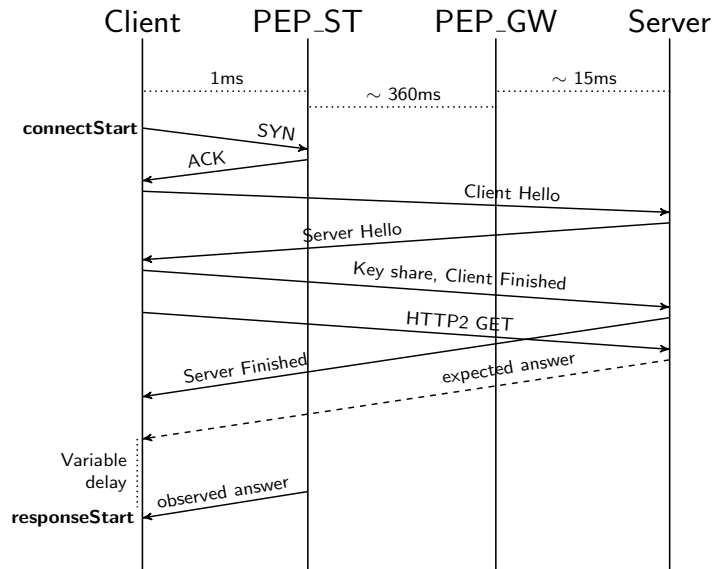 Client PEP_ST PEP_GW Server
1ms
∼ 360ms
∼ 15ms
connectStart
SYN
ACK
Client Hello
Server Hello
Key share, Client Finished
HTTP2 GET
Server Finished
expected answer
Variable
delay
observed answer
responseStart